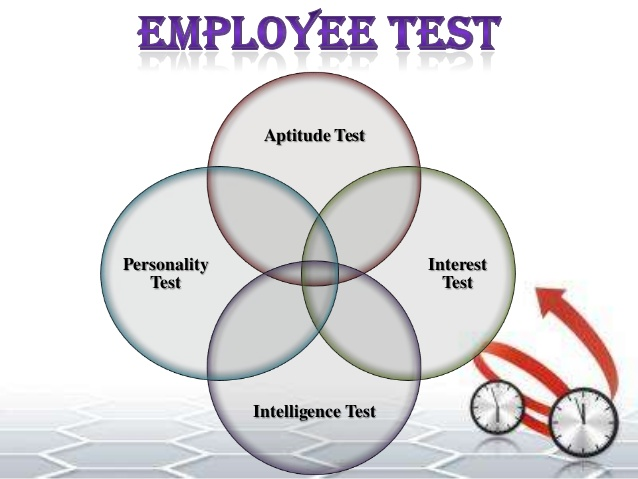 EMPLOYEE TEST
Aptitude Test
Personality
Test
Interest
Test
Intelligence Test